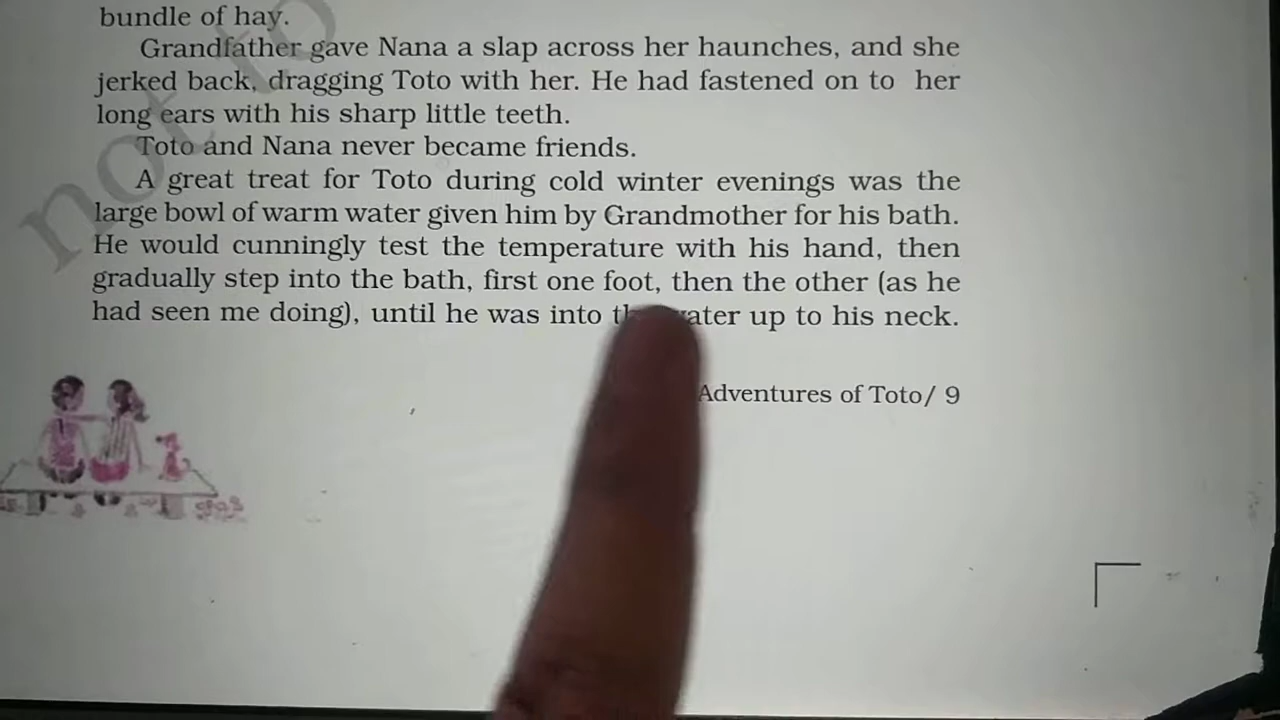 bundle of hay.
Grandfather gave Nana a slap across her haunches, and she
jerked back, dragging Toto with her. He had fastened on to her
long ears with his sharp little teeth.
Toto and Nana never became friends.
A great treat for Toto during cold winter evenings was the
large bowl of warm water given him by Grandmother for his bath.
He would cunningly test the temperature with his hand, then
gradually step into the bath, first one foot, then the other (as he
had seen me doing), until he was into up to his neck.
Adventures of Toto/ 9
not to